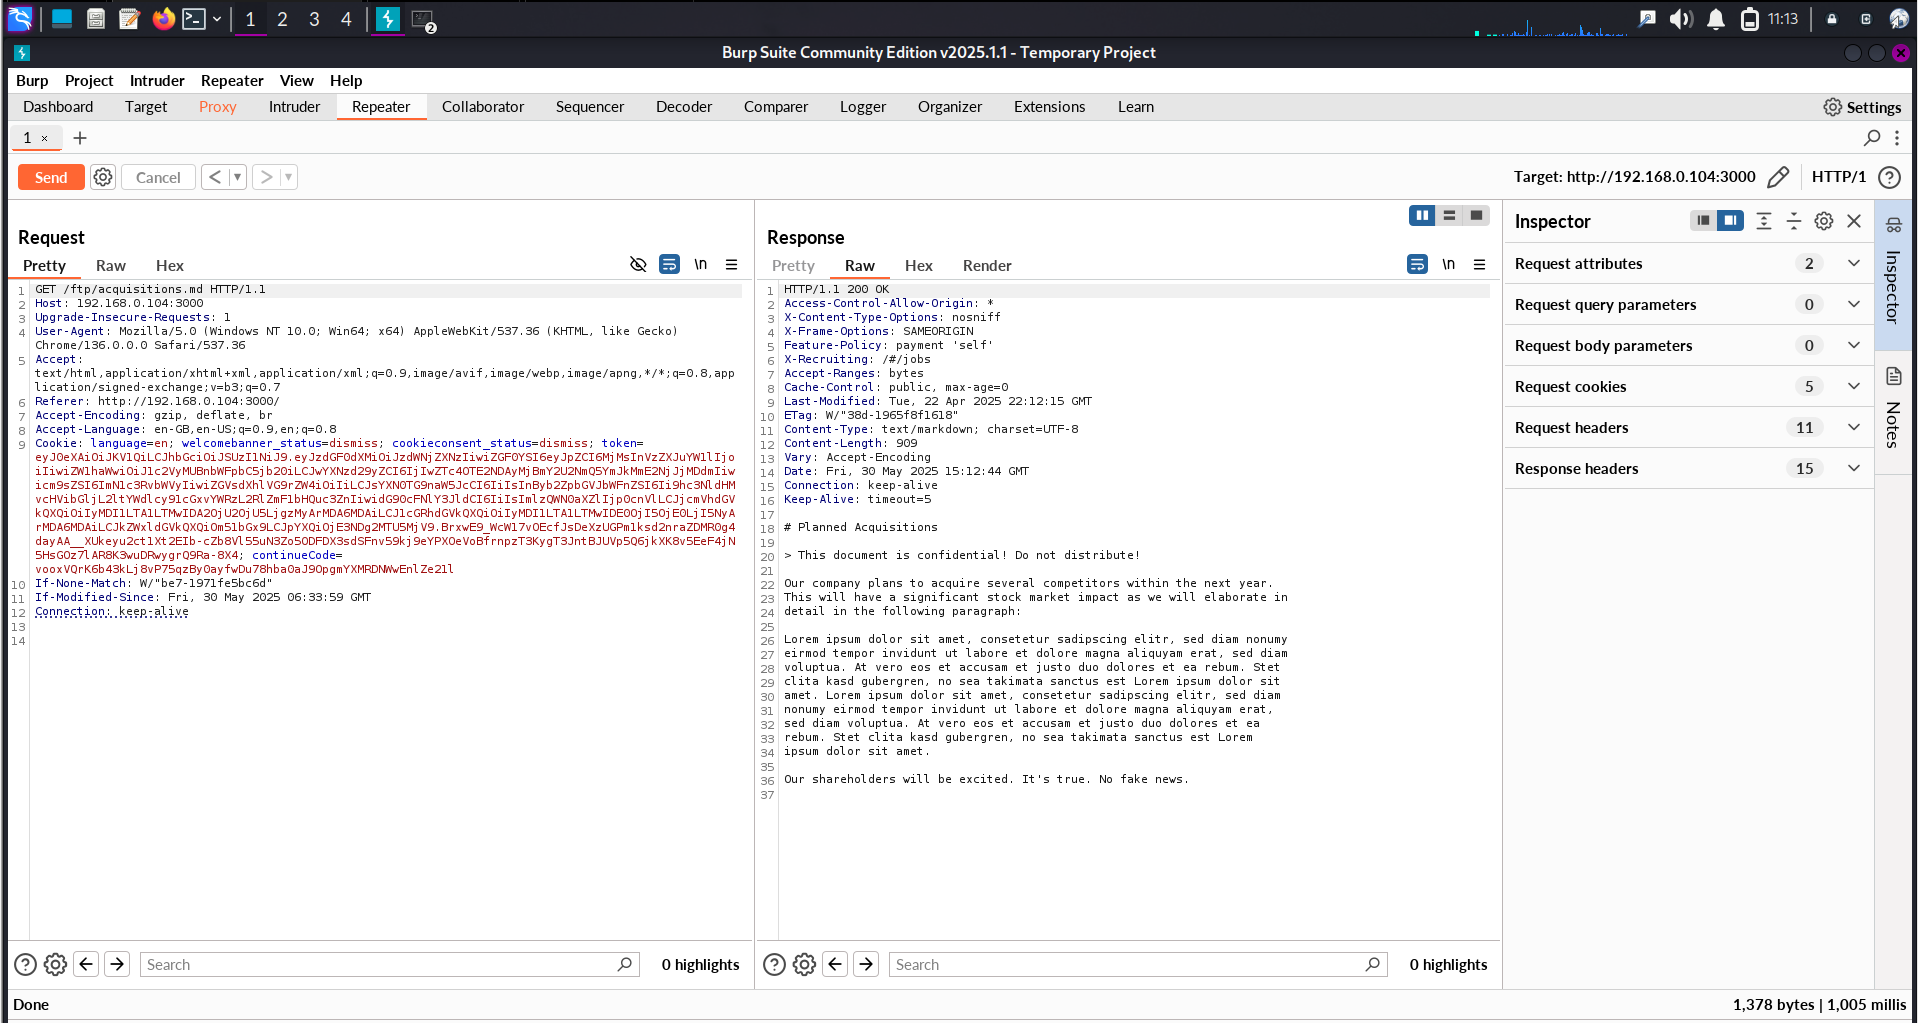 1 2 3 4 2 11:13
Burp Suite Community Edition v2025.1.1 - Temporary Project
Burp Project Intruder Repeater View Help
Dashboard Target Proxy Intruder Repeater Collaborator Sequencer Decoder Comparer Logger Organizer Extensions Learn Settings
1 × +
Send Cancel < > Target: http://192.168.0.104:3000 HTTP/1
Request
Pretty Raw Hex \n
1 GET /ftp/acquisitions.md HTTP/1.1
2 Host: 192.168.0.104:3000
3 Upgrade-Insecure-Requests: 1
4 User-Agent: Mozilla/5.0 (Windows NT 10.0; Win64; x64) AppleWebKit/537.36 (KHTML, like Gecko)
Chrome/136.0.0.0 Safari/537.36
5 Accept:
text/html,application/xhtml+xml,application/xml;q=0.9,image/avif,image/webp,image/apng,*/*;q=0.8,app
lication/signed-exchange;v=b3;q=0.7
6 Referer: http://192.168.0.104:3000/
7 Accept-Encoding: gzip, deflate, br
8 Accept-Language: en-GB,en-US;q=0.9,en;q=0.8
9 Cookie: language=en; welcomebanner_status=dismiss; cookieconsent_status=dismiss; token=
continueCode=
10 If-None-Match: W/"be7-1971fe5bc6d"
11 If-Modified-Since: Fri, 30 May 2025 06:33:59 GMT
12 Connection: keep-alive
13
14
Search 0 highlights
Response
Pretty Raw Hex Render \n
1 HTTP/1.1 200 OK
2 Access-Control-Allow-Origin: *
3 X-Content-Type-Options: nosniff
4 X-Frame-Options: SAMEORIGIN
5 Feature-Policy: payment 'self'
6 X-Recruiting: /#/jobs
7 Accept-Ranges: bytes
8 Cache-Control: public, max-age=0
9 Last-Modified: Tue, 22 Apr 2025 22:12:15 GMT
10 ETag: W/"38d-1965f8f1618"
11 Content-Type: text/markdown; charset=UTF-8
12 Content-Length: 909
13 Vary: Accept-Encoding
14 Date: Fri, 30 May 2025 15:12:44 GMT
15 Connection: keep-alive
16 Keep-Alive: timeout=5
17
18 # Planned Acquisitions
19
20 > This document is confidential! Do not distribute!
21
22 Our company plans to acquire several competitors within the next year.
23 This will have a significant stock market impact as we will elaborate in
24 detail in the following paragraph:
25
26 Lorem ipsum dolor sit amet, consetetur sadipscing elitr, sed diam nonumy
27 eirmod tempor invidunt ut labore et dolore magna aliquyam erat, sed diam
28 voluptua. At vero eos et accusam et justo duo dolores et ea rebum. Stet
29 clita kasd gubergren, no sea takimata sanctus est Lorem ipsum dolor sit
30 amet. Lorem ipsum dolor sit amet, consetetur sadipscing elitr, sed diam
31 nonumy eirmod tempor invidunt ut labore et dolore magna aliquyam erat,
32 sed diam voluptua. At vero eos et accusam et justo duo dolores et ea
33 rebum. Stet clita kasd gubergren, no sea takimata sanctus est Lorem
34 ipsum dolor sit amet.
35
36 Our shareholders will be excited. It's true. No fake news.
37
Search 0 highlights
Inspector
Request attributes 2
Request query parameters 0
Request body parameters 0
Request cookies 5
Request headers 11
Response headers 15
Inspector
Notes
Done 1,378 bytes | 1,005 millis